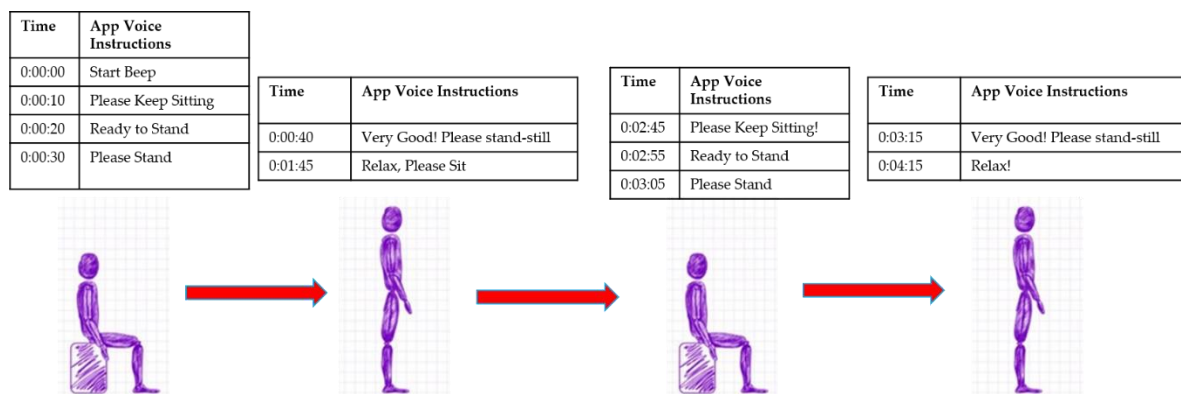 Time App Voice
Instructions
0:00:00 Start Beep
0:00:10 Please Keep Sitting
0:00:20 Ready to Stand
0:00:30 Please Stand
Time App Voice Instructions
0:00:40 Very Good! Please stand-still
0:01:45 Relax, Please Sit
Time App Voice
Instructions
0:02:45 Please Keep Sitting!
0:02:55 Ready to Stand
0:03:05 Please Stand
Time App Voice Instructions
0:03:15 Very Good! Please stand-still
0:04:15 Relax!